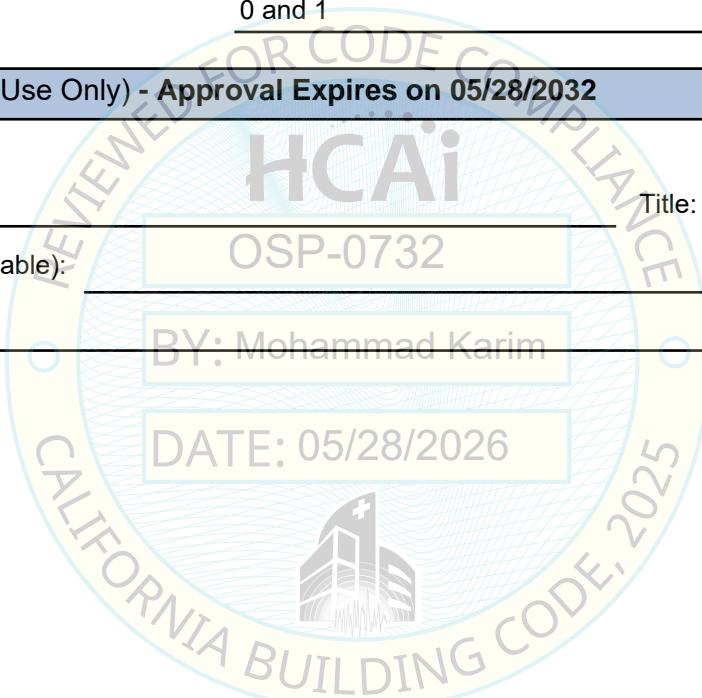 0 and 1
Use Only) - Approval Expires on 05/28/2032
REVIEWED FOR CODE COMPLIANCE
HCAi
Title:
OSP-0732
able):
BY: Mohammad Karim
DATE: 05/28/2026
CALIFORNIA BUILDING CODE, 2025